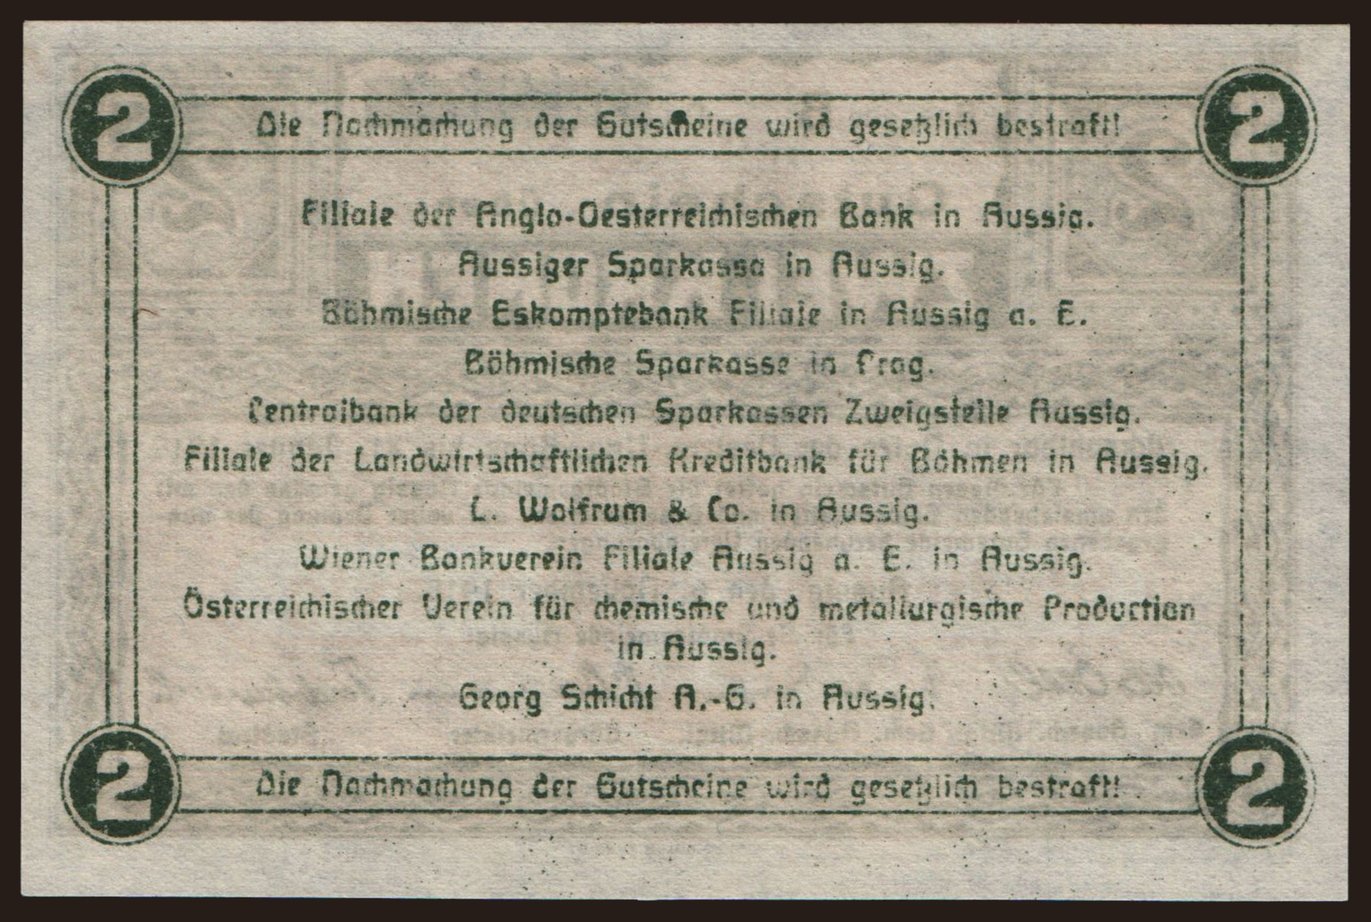 2 Die Nachmachung der Gutscheine wird gesetzlich bestraft! 2
Filiale der Anglo-Oesterreichischen Bank in Aussig.
Aussiger Sparkassa in Aussig.
Böhmische Eskomptebank Filiale in Aussig a. E.
Böhmische Sparkasse in Prag.
Centralbank der deutschen Sparkassen Zweigstelle Aussig.
Filiale der Landwirtschaftlichen Kreditbank für Böhmen in Aussig.
L. Wolfrum & Co. in Aussig.
Wiener Bankverein Filiale Aussig a. E. in Aussig.
Österreichischer Verein für chemische und metallurgische Production
in Aussig.
Georg Schicht A.-G. in Aussig.
2 Die Nachmachung der Gutscheine wird gesetzlich bestraft! 2